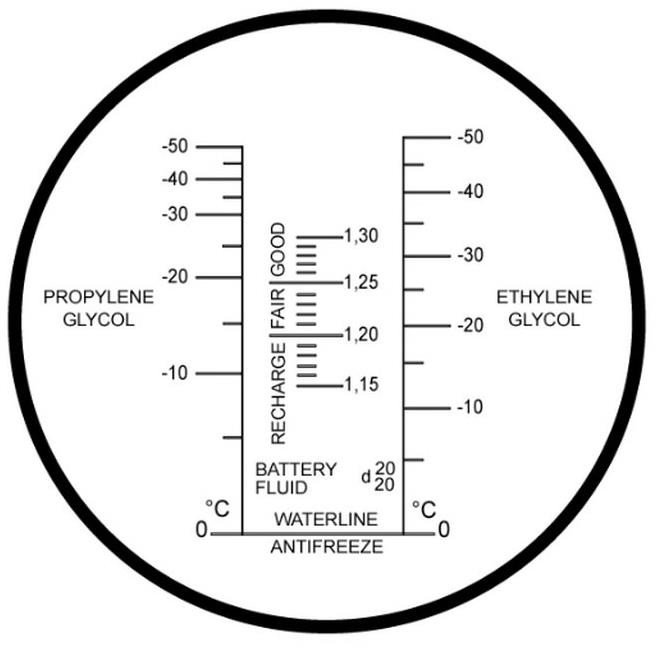 PROPYLENE
GLYCOL
-50
-40
-30
-20
-10
°C
0
GOOD
FAIR
RECHARGE
1,30
1,25
1,20
1,15
BATTERY
FLUID
d 20
20
WATERLINE
ANTIFREEZE
-50
-40
-30
-20
-10
°C
0
ETHYLENE
GLYCOL